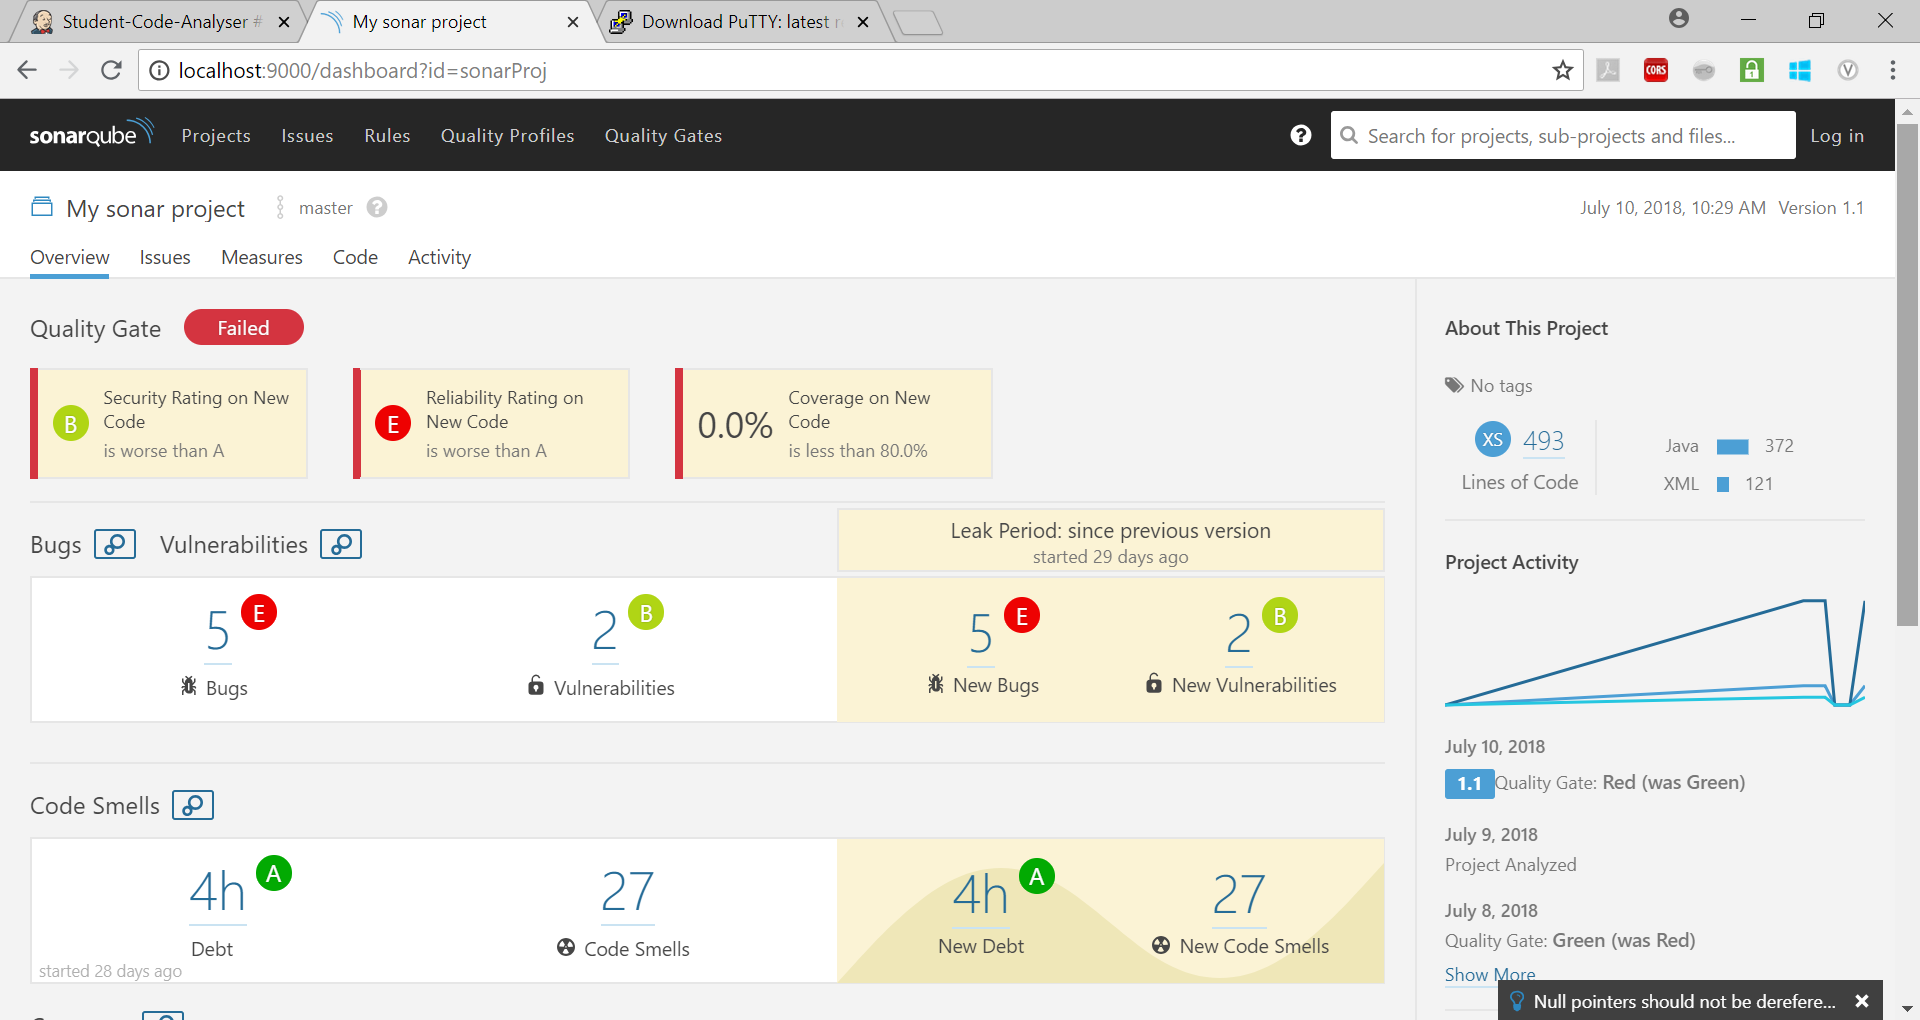 Student-Code-Analyser #
My sonar project
Download PuTTY: latest r
localhost:9000/dashboard?id=sonarProj
CORS
V
sonarqube
Projects
Issues
Rules
Quality Profiles
Quality Gates
?
Search for projects, sub-projects and files...
Log in
My sonar project
master
?
July 10, 2018, 10:29 AM Version 1.1
Overview
Issues
Measures
Code
Activity
Quality Gate
Failed
B
Security Rating on New
Code
is worse than A
E
Reliability Rating on
New Code
is worse than A
0.0%
Coverage on New
Code
is less than 80.0%
Bugs
Vulnerabilities
Leak Period: since previous version
started 29 days ago
5
E
Bugs
2
B
Vulnerabilities
5
E
New Bugs
2
B
New Vulnerabilities
Code Smells
4h
A
Debt
started 28 days ago
27
Code Smells
4h
A
New Debt
27
New Code Smells
About This Project
No tags
XS
493
Lines of Code
Java 372
XML 121
Project Activity
July 10, 2018
1.1 Quality Gate: Red (was Green)
July 9, 2018
Project Analyzed
July 8, 2018
Quality Gate: Green (was Red)
Show More
Null pointers should not be derefere...